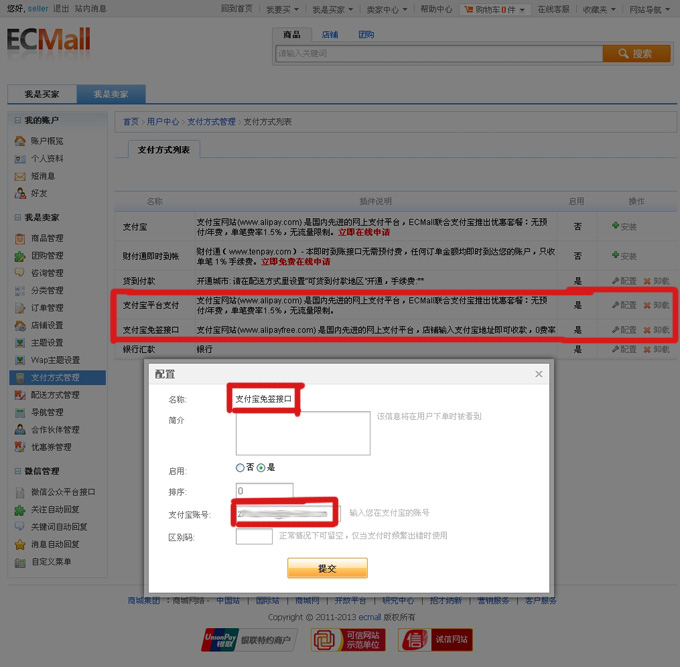 您好, seller 退出 站内消息
回到首页 我要买 我是买家 卖家中心 帮助中心 购物车0件 在线客服 收藏夹 网站导航
ECMall
商品 店铺 团购
请输入关键词 搜索
我是买家 我是卖家
我的账户
账户概览
个人资料
短消息
好友
我是卖家
商品管理
团购管理
咨询管理
分类管理
订单管理
店铺设置
主题设置
Wap主题设置
支付方式管理
配送方式管理
导航管理
合作伙伴管理
优惠券管理
微信管理
微信公众平台接口
关注自动回复
关键词自动回复
消息自动回复
自定义菜单
首页 › 用户中心 › 支付方式管理 › 支付方式列表
支付方式列表
名称 插件说明 启用 操作
支付宝 支付宝网站(www.alipay.com) 是国内先进的网上支付平台，ECMall联合支付宝推出优惠套餐：无预
付/年费，单笔费率1.5%，无流量限制。立即在线申请 否 安装
财付通即时到账 财付通（www.tenpay.com）- 本即时到账接口无需预付费，任何订单金额均即时到达您的账户，只收
单笔 1% 手续费。立即免费在线申请 否 安装
货到付款 开通城市: 请在配送方式里设置"可货到付款地区"开通，手续费:** 是 配置 卸载
支付宝平台支付 支付宝网站(www.alipay.com) 是国内先进的网上支付平台，ECMall联合支付宝推出优惠套餐：无预
付/年费，单笔费率1.5%，无流量限制。 是 配置 卸载
支付宝免签接口 支付宝网站(www.alipayfree.com) 是国内先进的网上支付平台，店铺输入支付宝地址即可收款，0费率 是 配置 卸载
银行汇款 银行 是 配置 卸载
配置
名称: 支付宝免签接口
简介 该信息将在用户下单时被看到
启用: 否 是
排序: 0
支付宝账号: 输入您在支付宝的账号
区别码: 正常情况下可留空，仅当支付时频繁出错时使用
提交
商城集团 : 商城网络 - 中国站 | 国际站 | 商城网 | 开放平台 | 研究中心 | 招才纳新 | 营销服务 | 客户服务
Copyright © 2011-2013 ecmall 版权所有
UnionPay 银联 银联特约商户 可信网站 示范单位 信 诚信网站